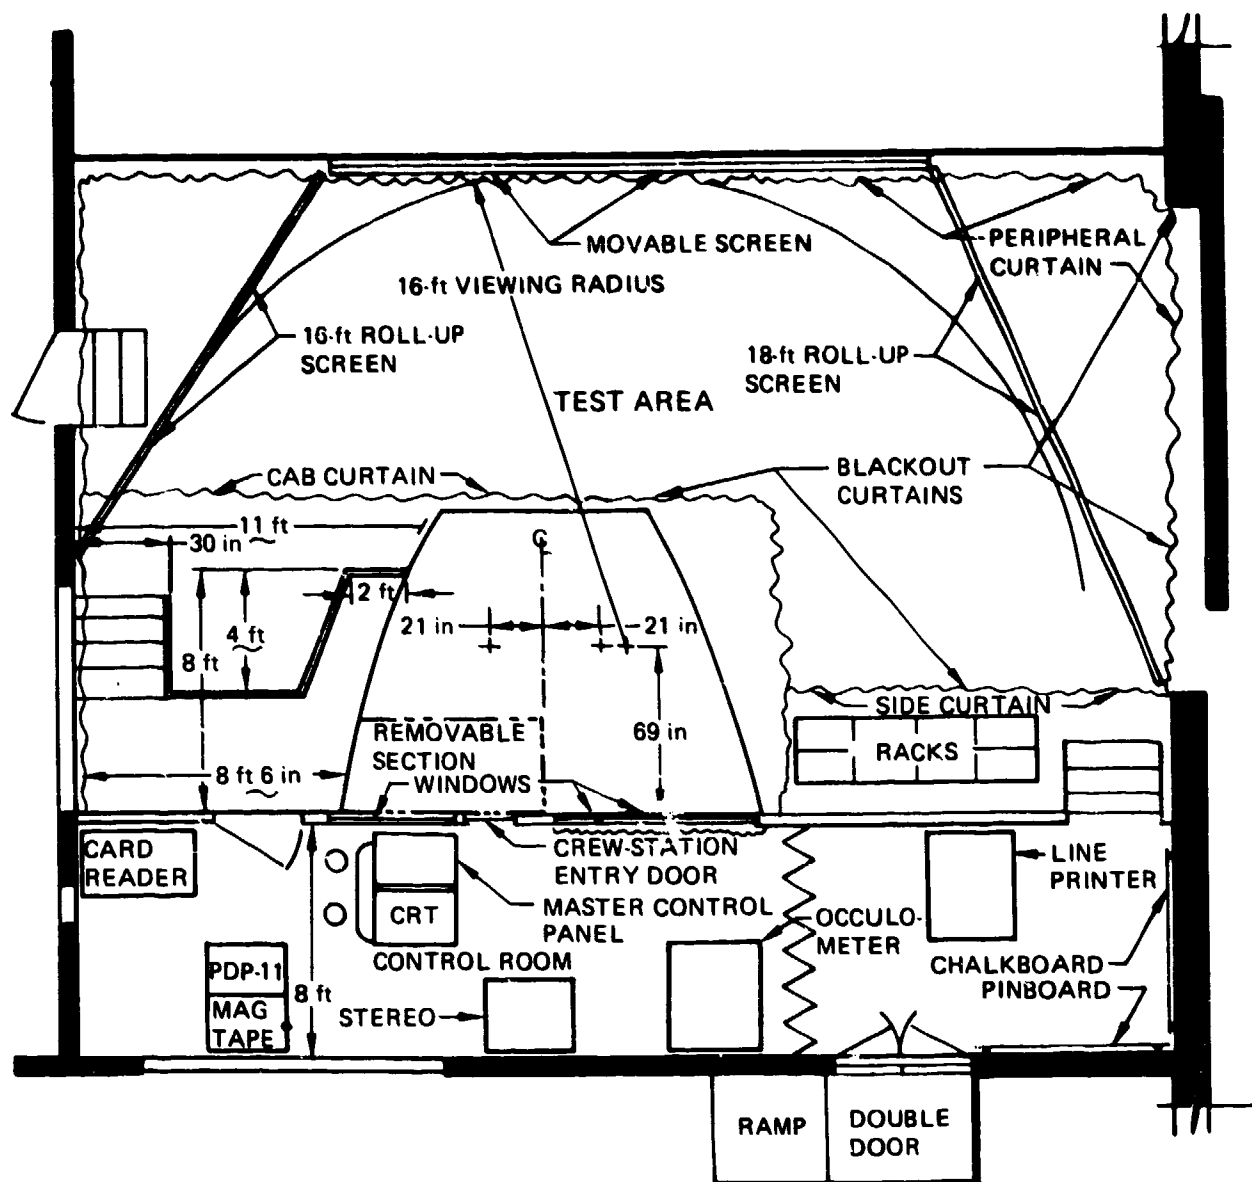 MOVABLE SCREEN
PERIPHERAL
CURTAIN
16-ft VIEWING RADIUS
16-ft ROLL-UP
SCREEN
18-ft ROLL-UP
SCREEN
TEST AREA
CAB CURTAIN
BLACKOUT
CURTAINS
11 ft
30 in
℄
2 ft
21 in
21 in
4 ft
8 ft
SIDE CURTAIN
REMOVABLE
SECTION
69 in
RACKS
8 ft 6 in
WINDOWS
CARD
READER
CREW-STATION
ENTRY DOOR
LINE
PRINTER
CRT
MASTER CONTROL
PANEL
OCCULO-
METER
CONTROL ROOM
PDP-11
MAG
TAPE
8 ft
STEREO
CHALKBOARD
PINBOARD
RAMP
DOUBLE
DOOR